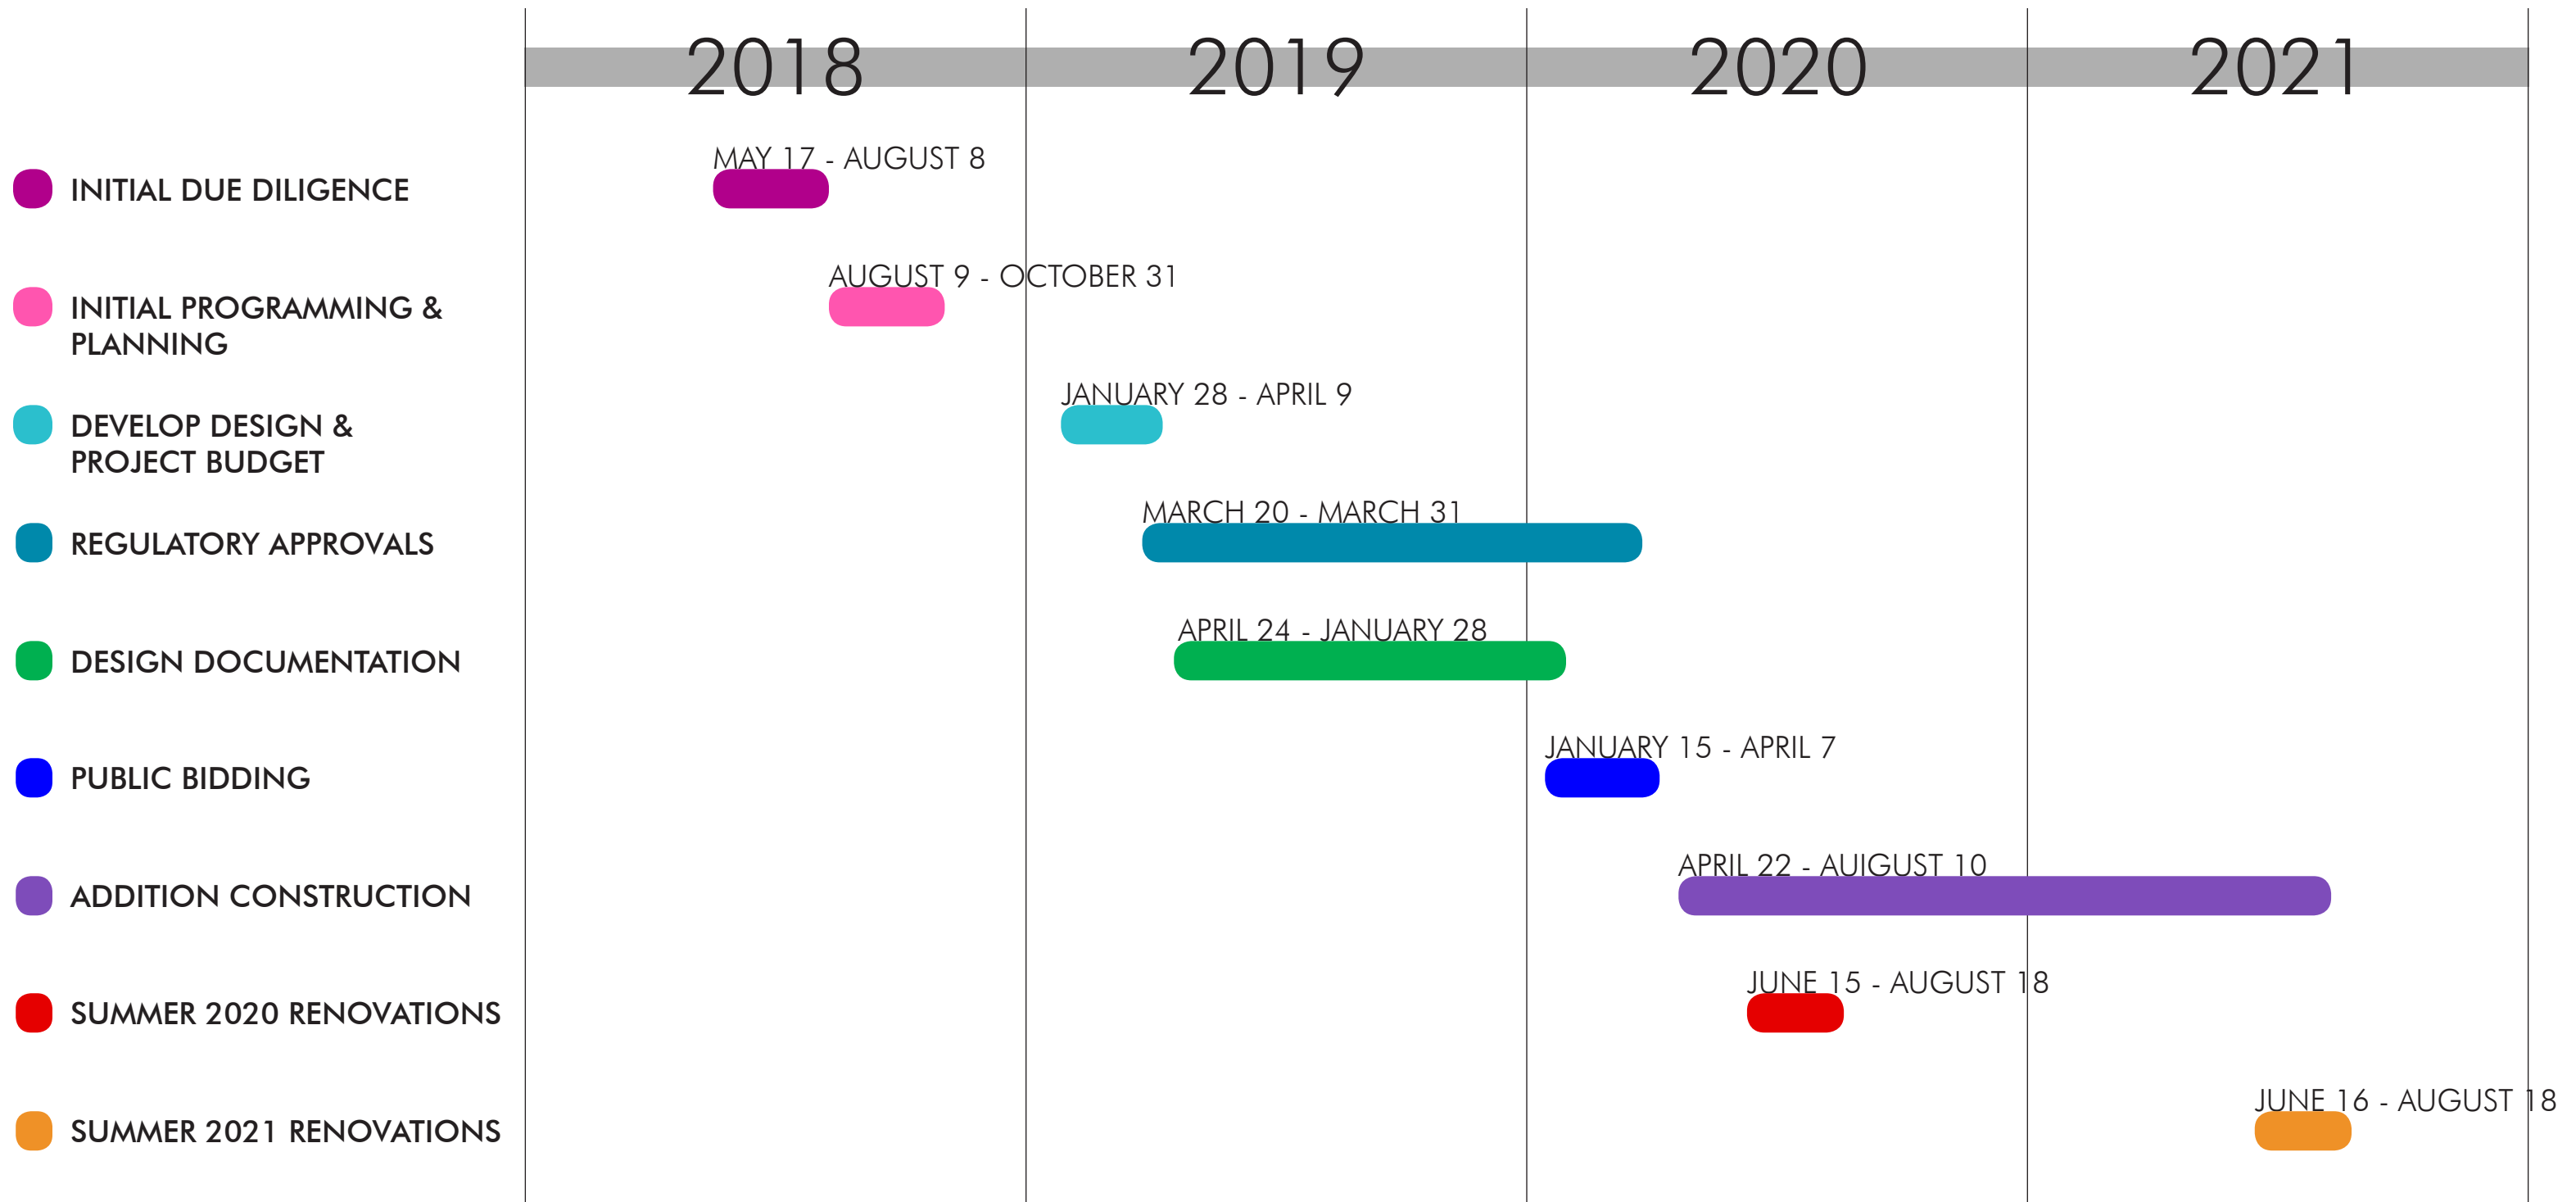 2018 2019 2020 2021
MAY 17 - AUGUST 8
INITIAL DUE DILIGENCE
AUGUST 9 - OCTOBER 31
INITIAL PROGRAMMING &
PLANNING
JANUARY 28 - APRIL 9
DEVELOP DESIGN &
PROJECT BUDGET
MARCH 20 - MARCH 31
REGULATORY APPROVALS
APRIL 24 - JANUARY 28
DESIGN DOCUMENTATION
JANUARY 15 - APRIL 7
PUBLIC BIDDING
APRIL 22 - AUIGUST 10
ADDITION CONSTRUCTION
JUNE 15 - AUGUST 18
SUMMER 2020 RENOVATIONS
JUNE 16 - AUGUST 18
SUMMER 2021 RENOVATIONS